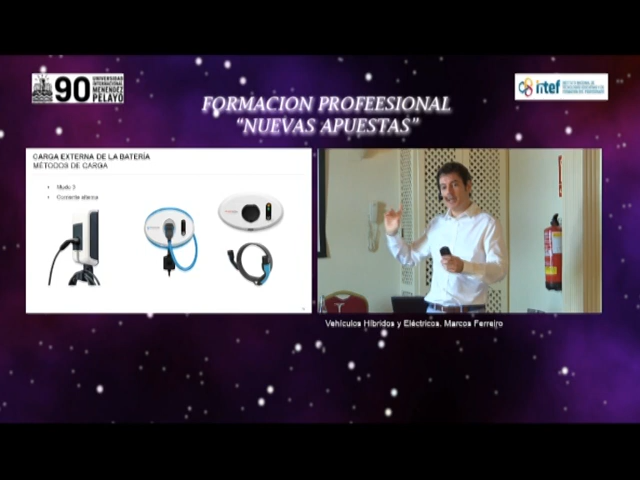 90
UNIVERSIDAD
INTERNACIONAL
MENÉNDEZ
PELAYO
intef
FORMACION PROFEESIONAL
“NUEVAS APUESTAS”
CARGA EXTERNA DE LA BATERÍA
MÉTODOS DE CARGA
• Modo 3
• Corriente alterna
Vehículos Híbridos y Eléctricos. Marcos Ferreiro